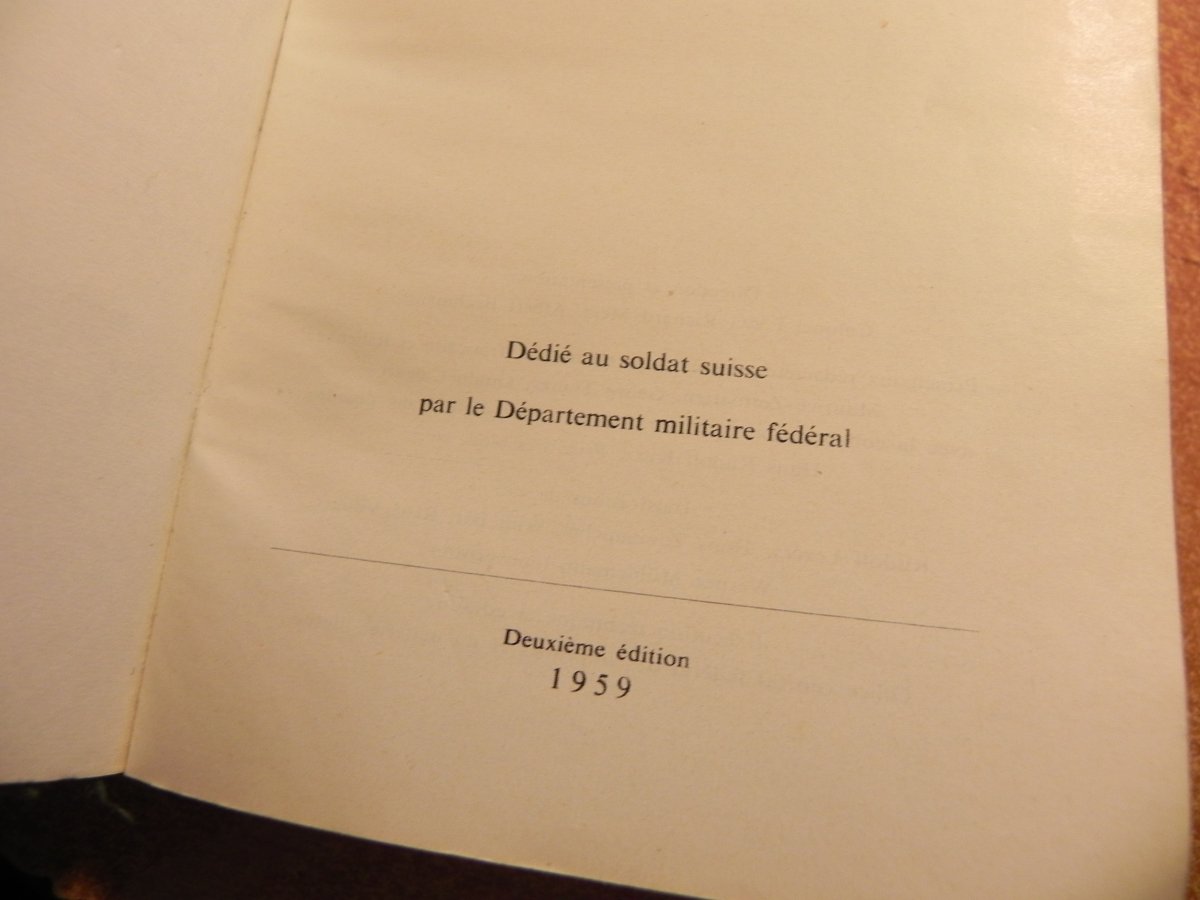 Dédié au soldat suisse
par le Département militaire fédéral
Deuxième édition
1959